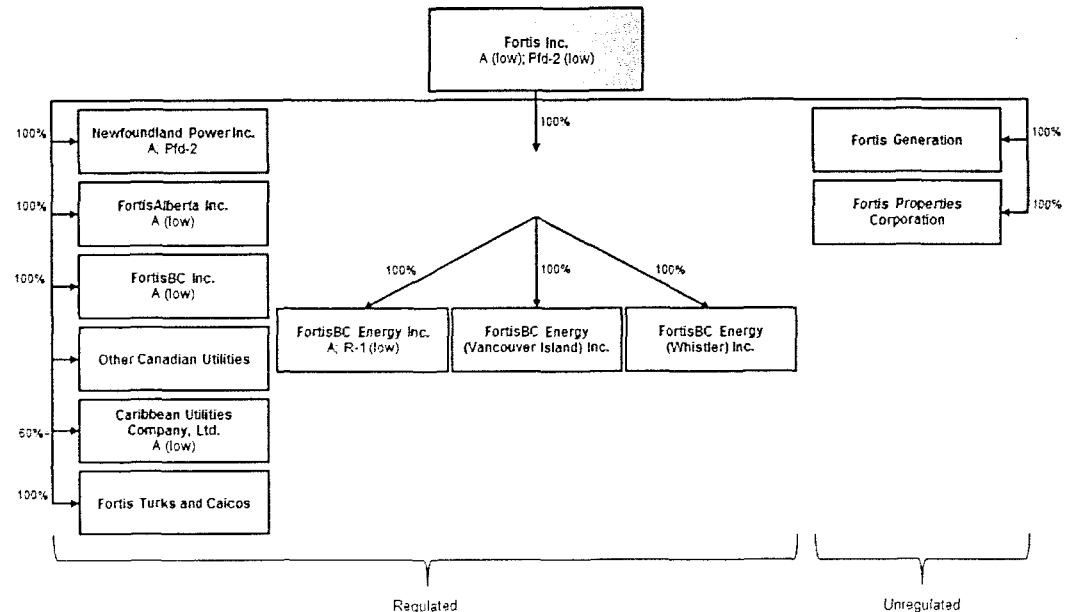 Fortis Inc.
A (low); Pfd-2 (low)
100%
100%
Newfoundland Power Inc.
A; Pfd-2
100%
FortisAlberta Inc.
A (low)
100%
FortisBC Inc.
A (low)
Other Canadian Utilities
60%
Caribbean Utilities
Company, Ltd.
A (low)
100%
Fortis Turks and Caicos
100%
100%
100%
FortisBC Energy Inc.
A; R-1 (low)
FortisBC Energy
(Vancouver Island) Inc.
FortisBC Energy
(Whistler) Inc.
Fortis Generation
100%
Fortis Properties
Corporation
100%
Regulated
Unregulated